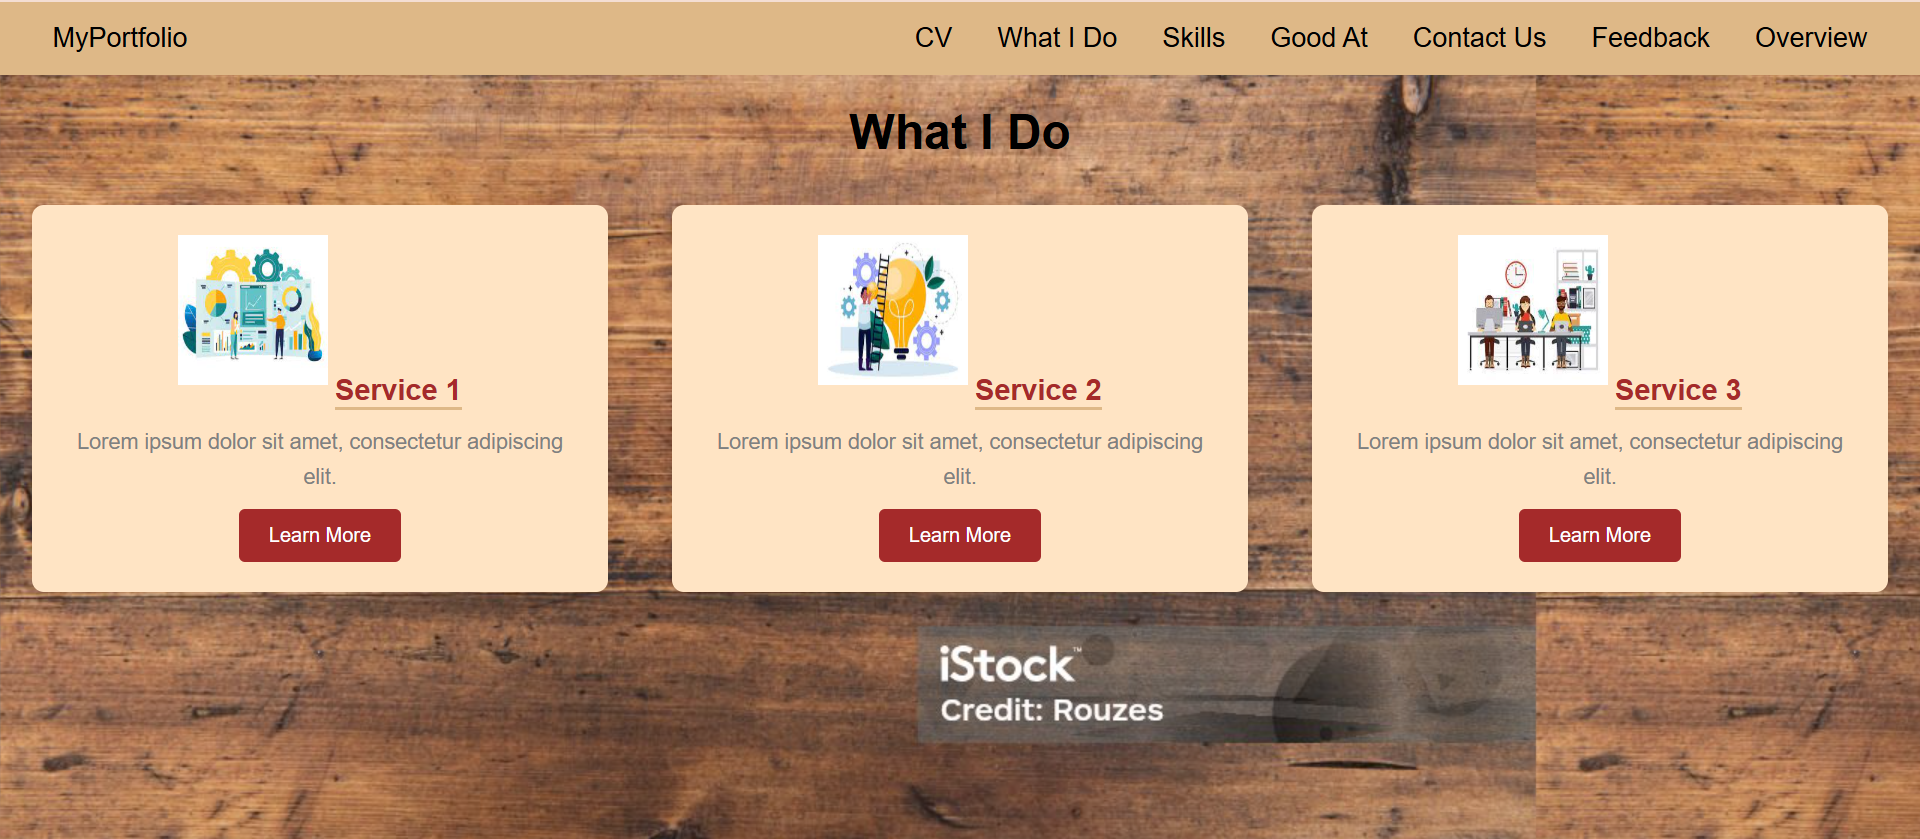 MyPortfolio CV What I Do Skills Good At Contact Us Feedback Overview
What I Do
Service 1
Lorem ipsum dolor sit amet, consectetur adipiscing
elit.
Learn More
Service 2
Lorem ipsum dolor sit amet, consectetur adipiscing
elit.
Learn More
Service 3
Lorem ipsum dolor sit amet, consectetur adipiscing
elit.
Learn More
iStock™
Credit: Rouzes